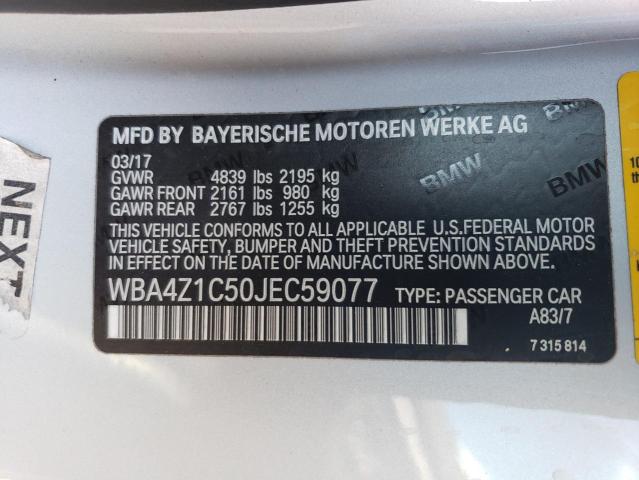 MFD BY BAYERISCHE MOTOREN WERKE AG
03/17
GVWR 4839 lbs 2195 kg
GAWR FRONT 2161 lbs 980 kg
GAWR REAR 2767 lbs 1255 kg
THIS VEHICLE CONFORMS TO ALL APPLICABLE U.S.FEDERAL MOTOR
VEHICLE SAFETY, BUMPER AND THEFT PREVENTION STANDARDS
IN EFFECT ON THE DATE OF MANUFACTURE SHOWN ABOVE.
WBA4Z1C50JEC59077 TYPE: PASSENGER CAR
A83/7
7 315 814
NEXT
BMW
BMW
BMW
10
th